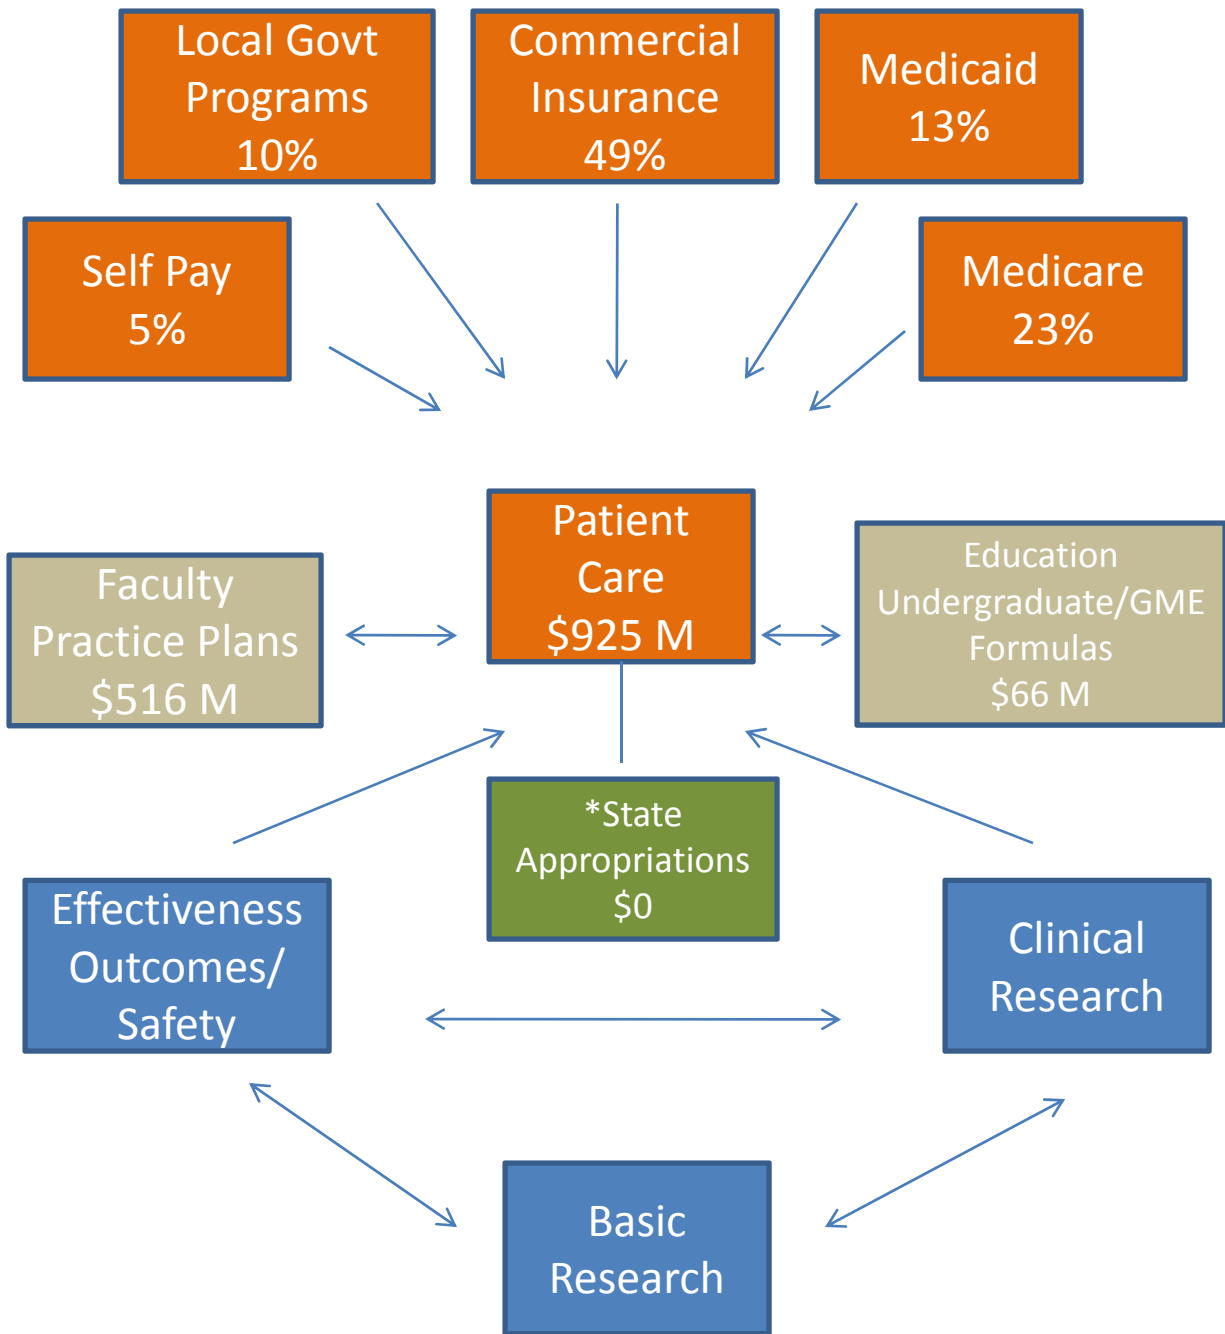 Local Govt
Programs
10%
Commercial
Insurance
49%
Medicaid
13%
Self Pay
5%
Medicare
23%
Patient
Care
$925 M
Faculty
Practice Plans
$516 M
Education
Undergraduate/GME
Formulas
$66 M
*State
Appropriations
$0
Effectiveness
Outcomes/
Safety
Clinical
Research
Basic
Research